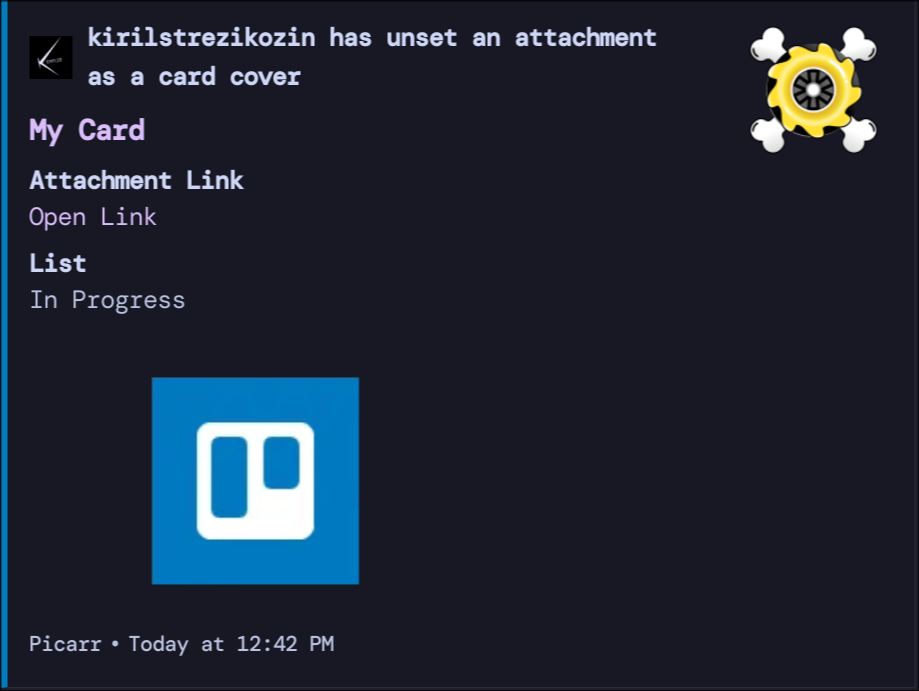 kirilstrezikozin has unset an attachment
as a card cover
My Card
Attachment Link
Open Link
List
In Progress
Picarr • Today at 12:42 PM